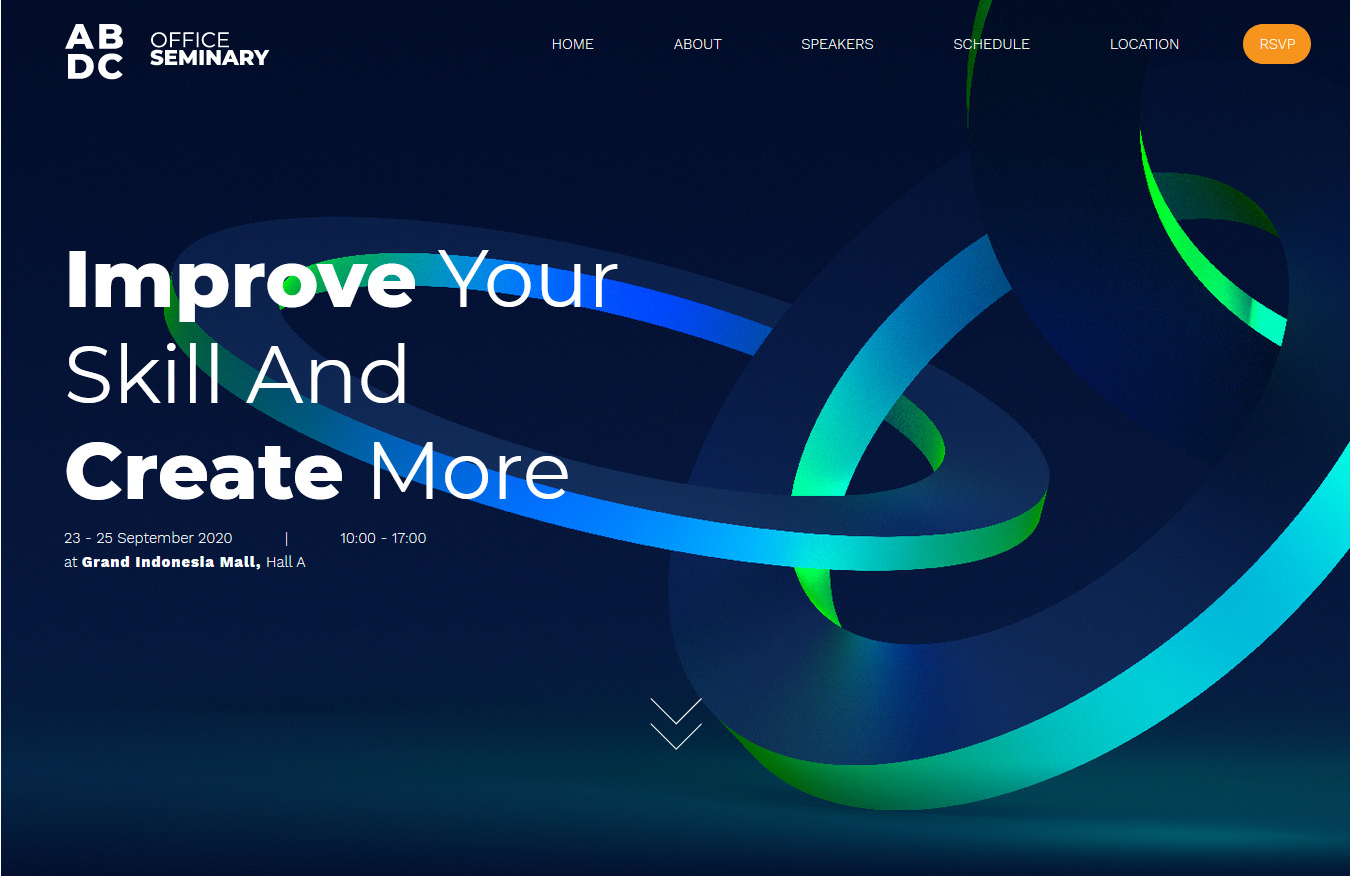 AB
DC
OFFICE
SEMINARY
HOME ABOUT SPEAKERS SCHEDULE LOCATION RSVP
Improve Your
Skill And
Create More
23 - 25 September 2020 | 10:00 - 17:00
at Grand Indonesia Mall, Hall A